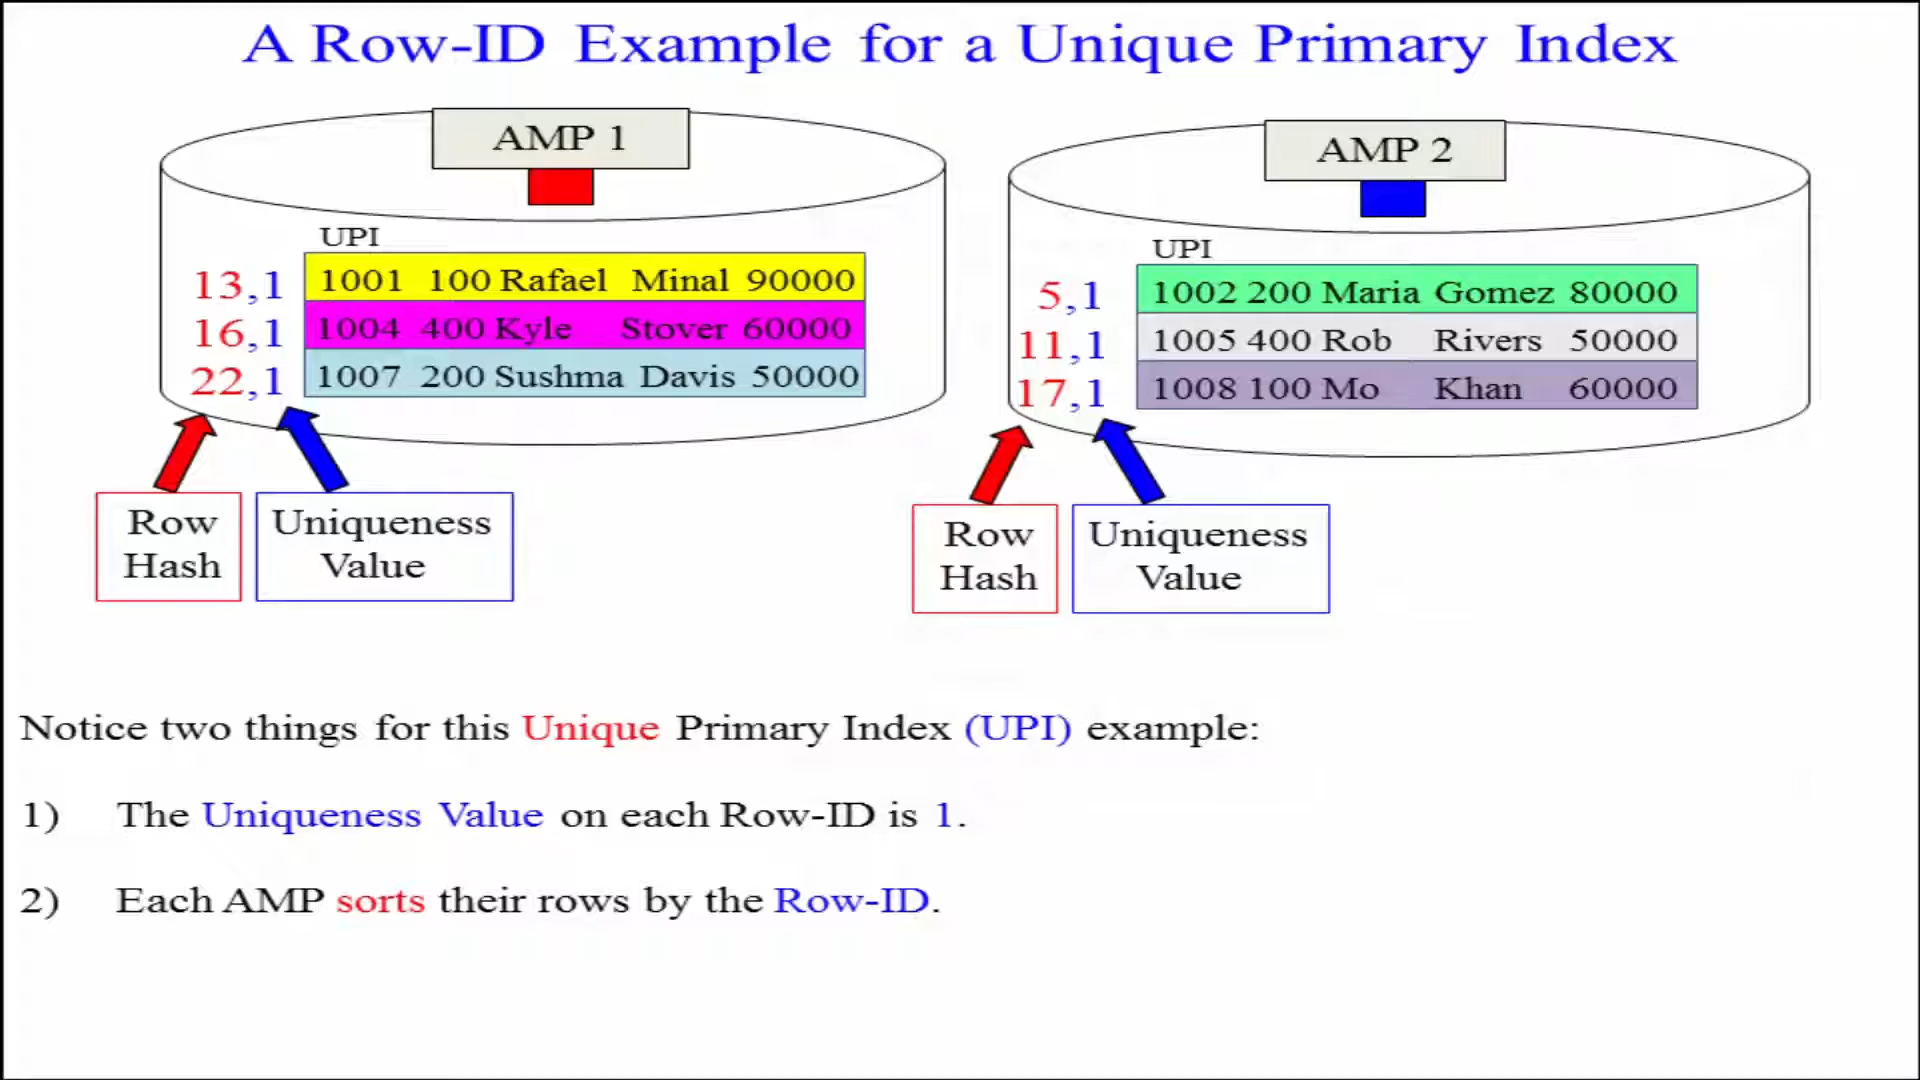 A Row-ID Example for a Unique Primary Index
AMP 1
UPI
13,1 1001 100 Rafael Minal 90000
16,1 1004 400 Kyle Stover 60000
22,1 1007 200 Sushma Davis 50000
Row Hash
Uniqueness Value
AMP 2
UPI
5,1 1002 200 Maria Gomez 80000
11,1 1005 400 Rob Rivers 50000
17,1 1008 100 Mo Khan 60000
Row Hash
Uniqueness Value
Notice two things for this Unique Primary Index (UPI) example:
1) The Uniqueness Value on each Row-ID is 1.
2) Each AMP sorts their rows by the Row-ID.